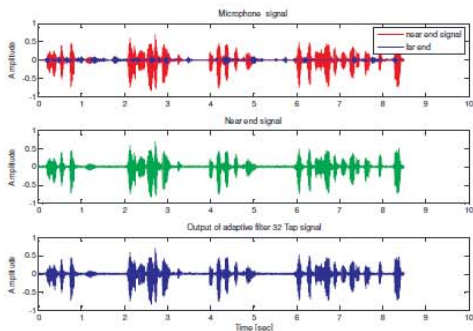 Microphone signal
near end signal
far end
Amplitude
1
0.5
0
-0.5
-1
0 1 2 3 4 5 6 7 8 9 10
Near end signal
Amplitude
1
0.5
0
-0.5
-1
0 1 2 3 4 5 6 7 8 9 10
Output of adaptive filter 32 Tap signal
Amplitude
1
0.5
0
-0.5
-1
0 1 2 3 4 5 6 7 8 9 10
Time [sec]